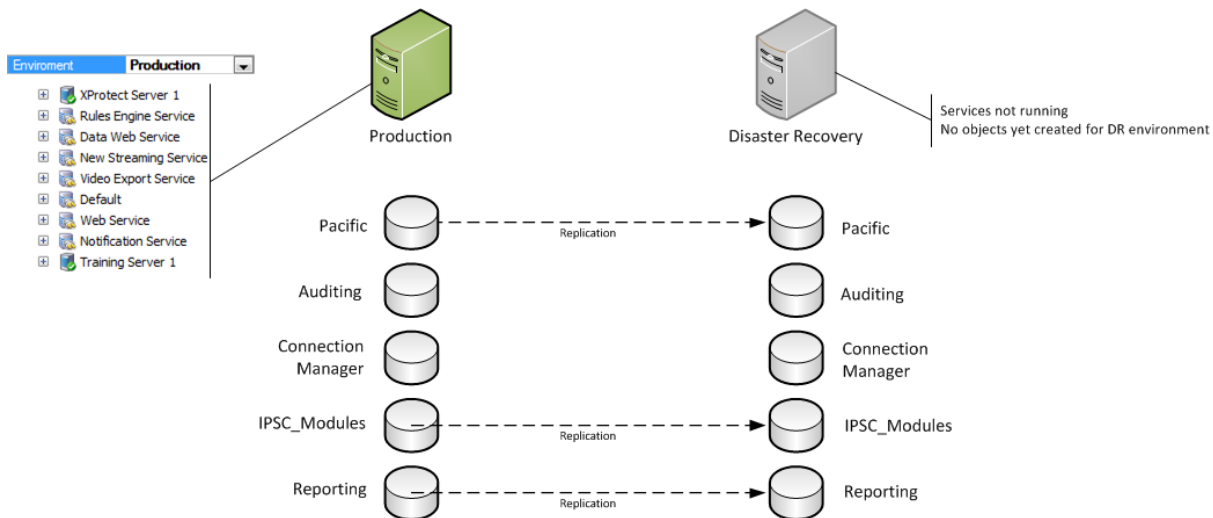 Enviroment Production
XProtect Server 1
Rules Engine Service
Data Web Service
New Streaming Service
Video Export Service
Default
Web Service
Notification Service
Training Server 1
Production
Disaster Recovery
Services not running
No objects yet created for DR environment
Pacific
Replication
Pacific
Auditing
Auditing
Connection
Manager
Connection
Manager
IPSC_Modules
Replication
IPSC_Modules
Reporting
Replication
Reporting